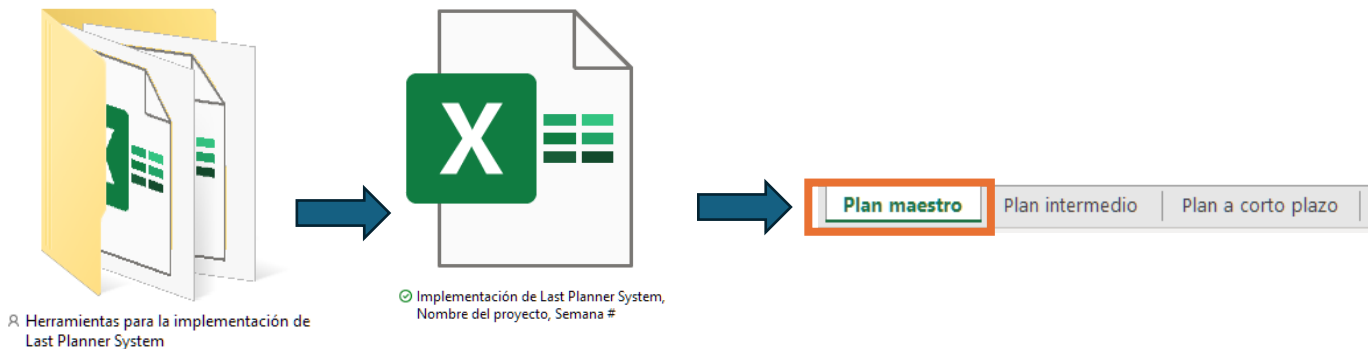 X
Plan maestro
Plan intermedio
Plan a corto plazo
Implementación de Last Planner System,
Nombre del proyecto, Semana #
Herramientas para la implementación de
Last Planner System